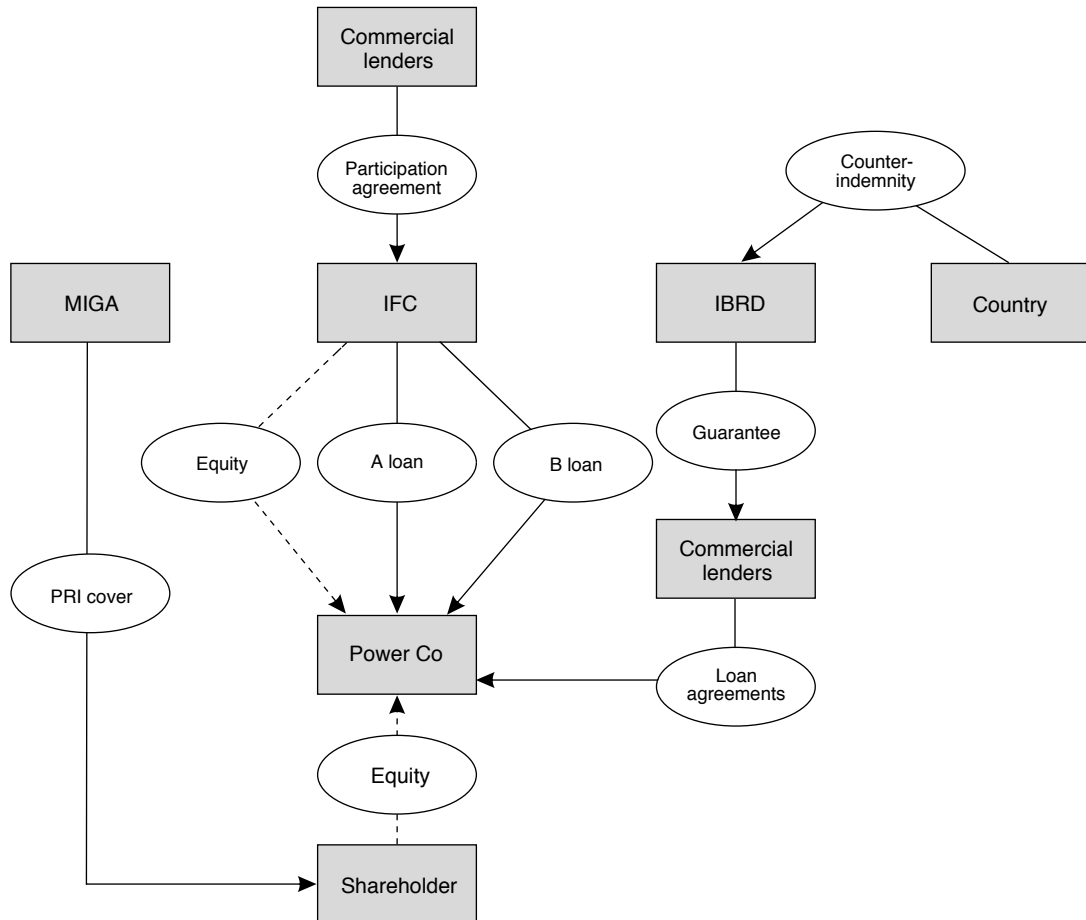 Commercial
lenders
Participation
agreement
Counter-
indemnity
MIGA
IFC
IBRD
Country
Equity
A loan
B loan
Guarantee
Commercial
lenders
PRI cover
Power Co
Loan
agreements
Equity
Shareholder